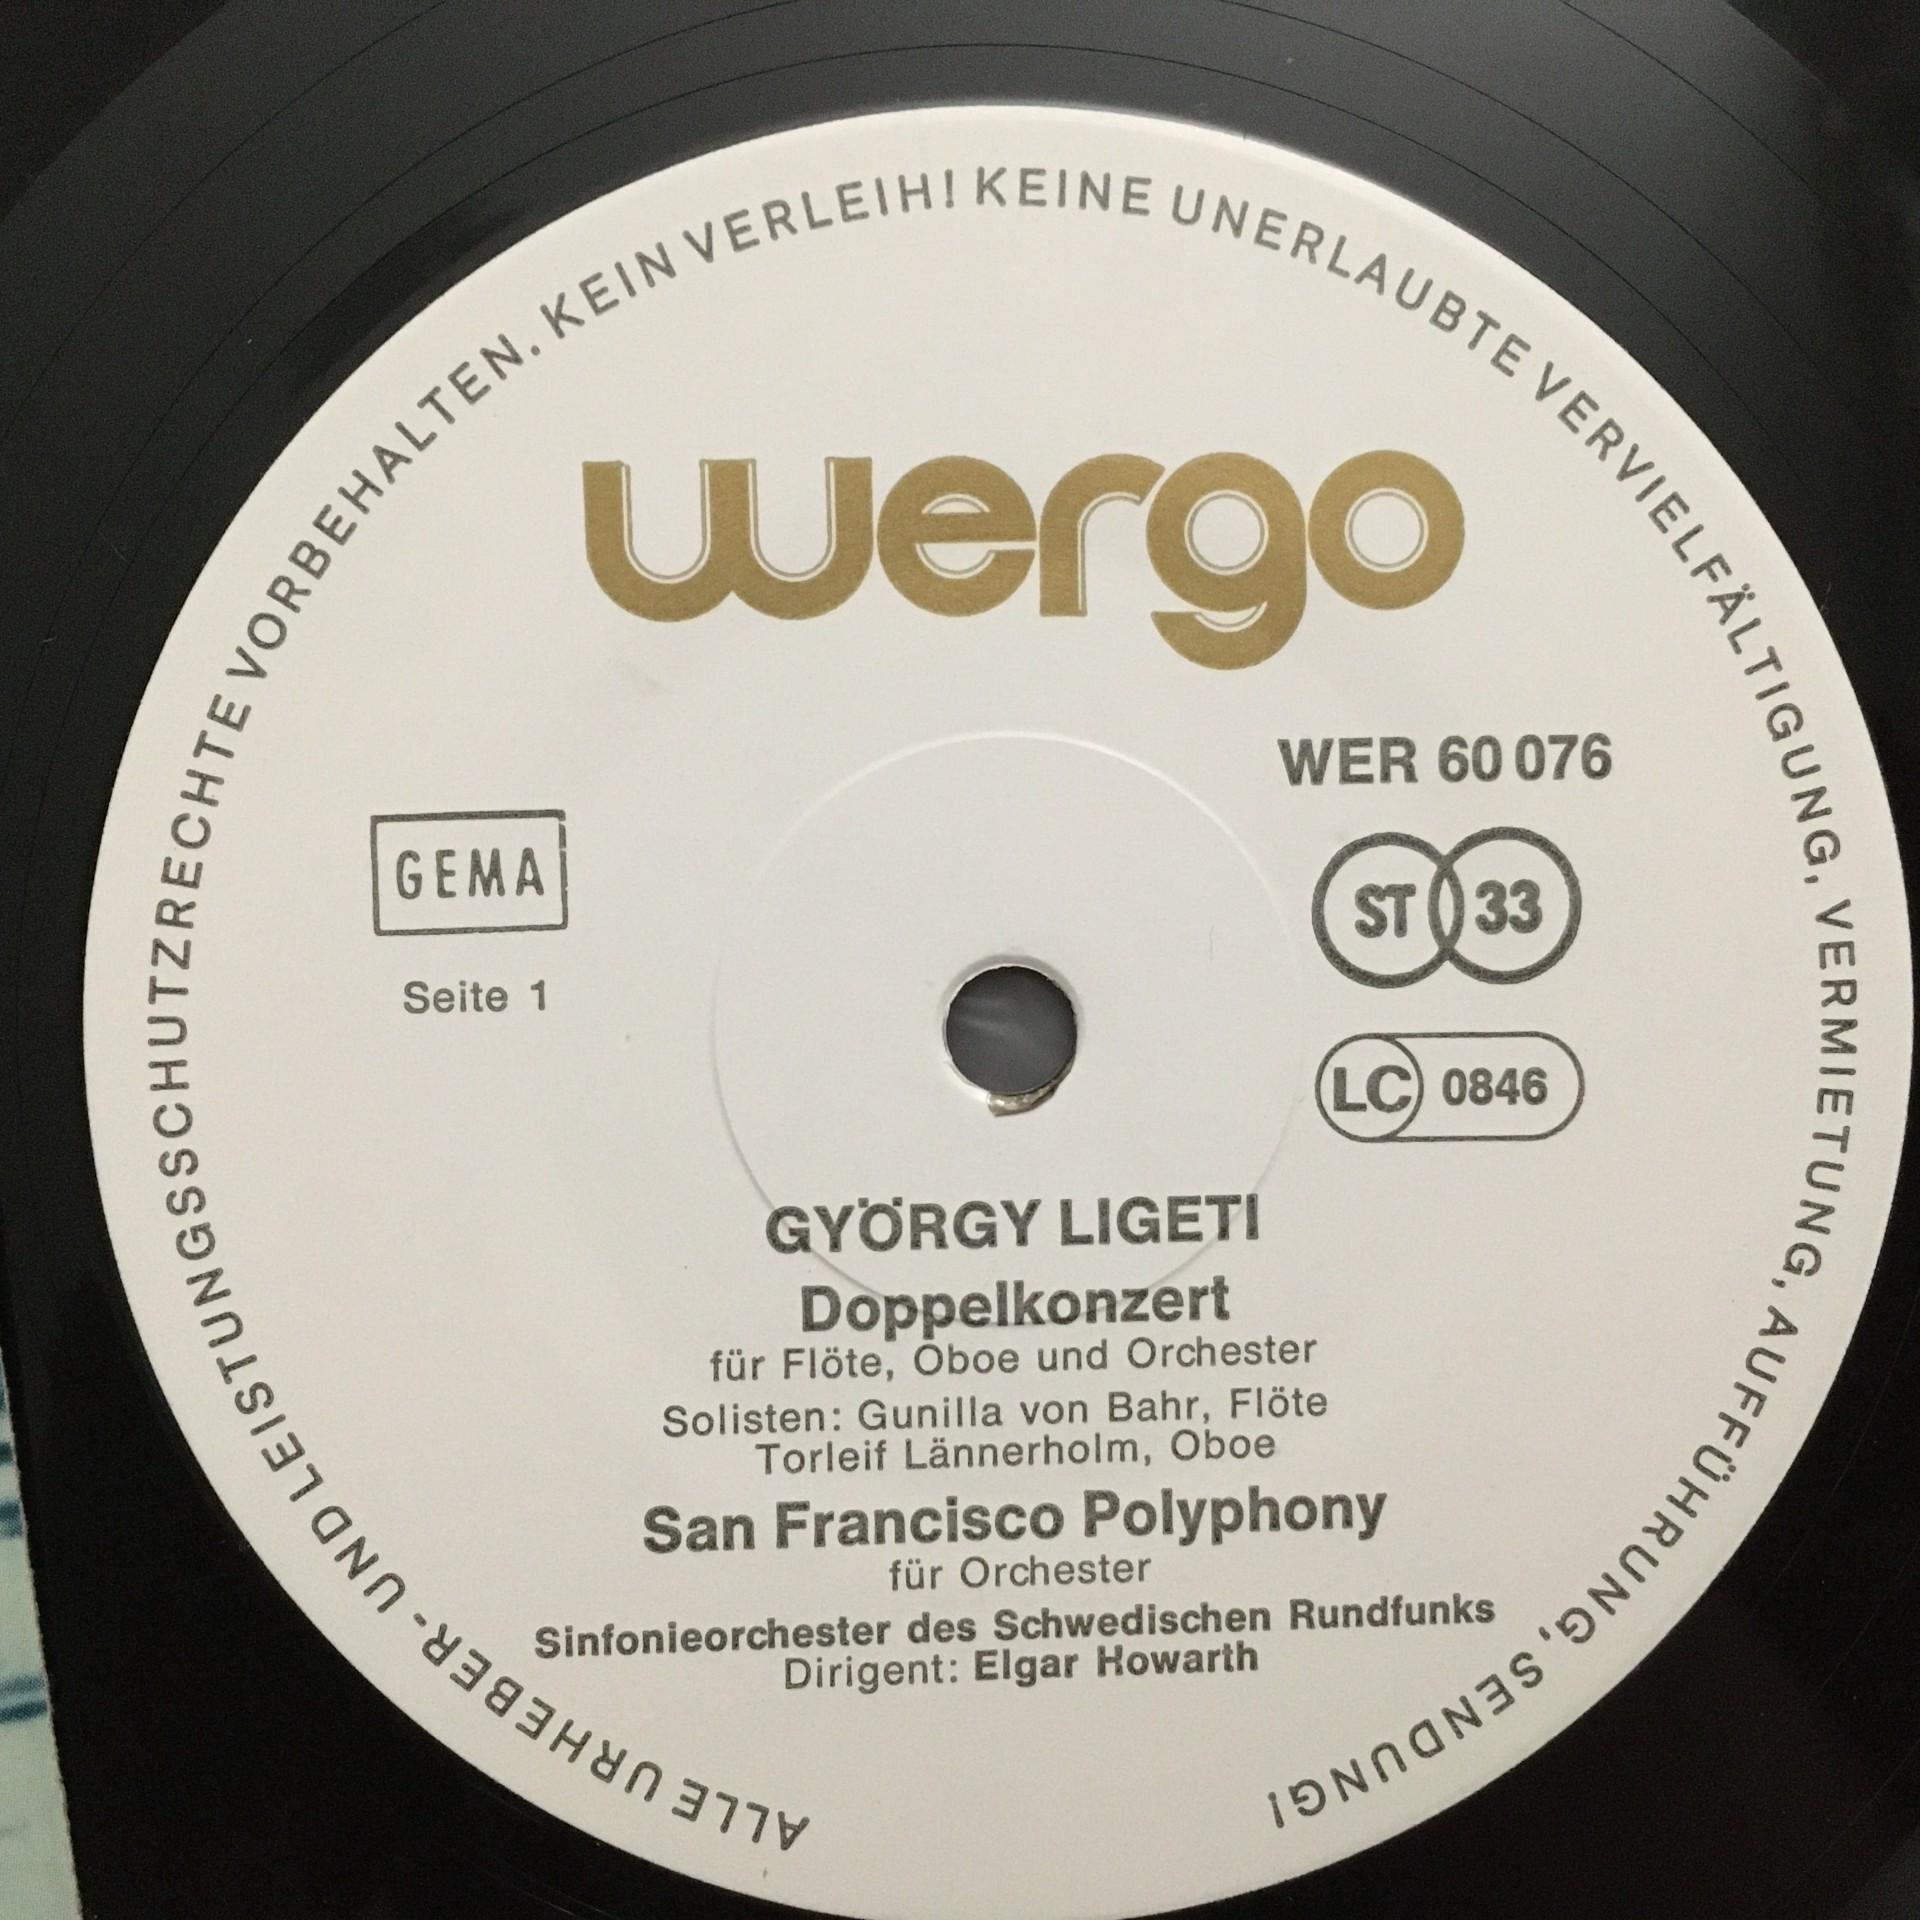 ALLE URHEBER- UND LEISTUNGSSCHUTZRECHTE VORBEHALTEN. KEIN VERLEIH! KEINE UNERLAUBTE VERVIELFÄLTIGUNG, VERMIETUNG, AUFFÜHRUNG, SENDUNG!
wergo
WER 60 076
GEMA
ST 33
Seite 1
LC 0846
GYÖRGY LIGETI
Doppelkonzert
für Flöte, Oboe und Orchester
Solisten: Gunilla von Bahr, Flöte
Torleif Lännerholm, Oboe
San Francisco Polyphony
für Orchester
Sinfonieorchester des Schwedischen Rundfunks
Dirigent: Elgar Howarth